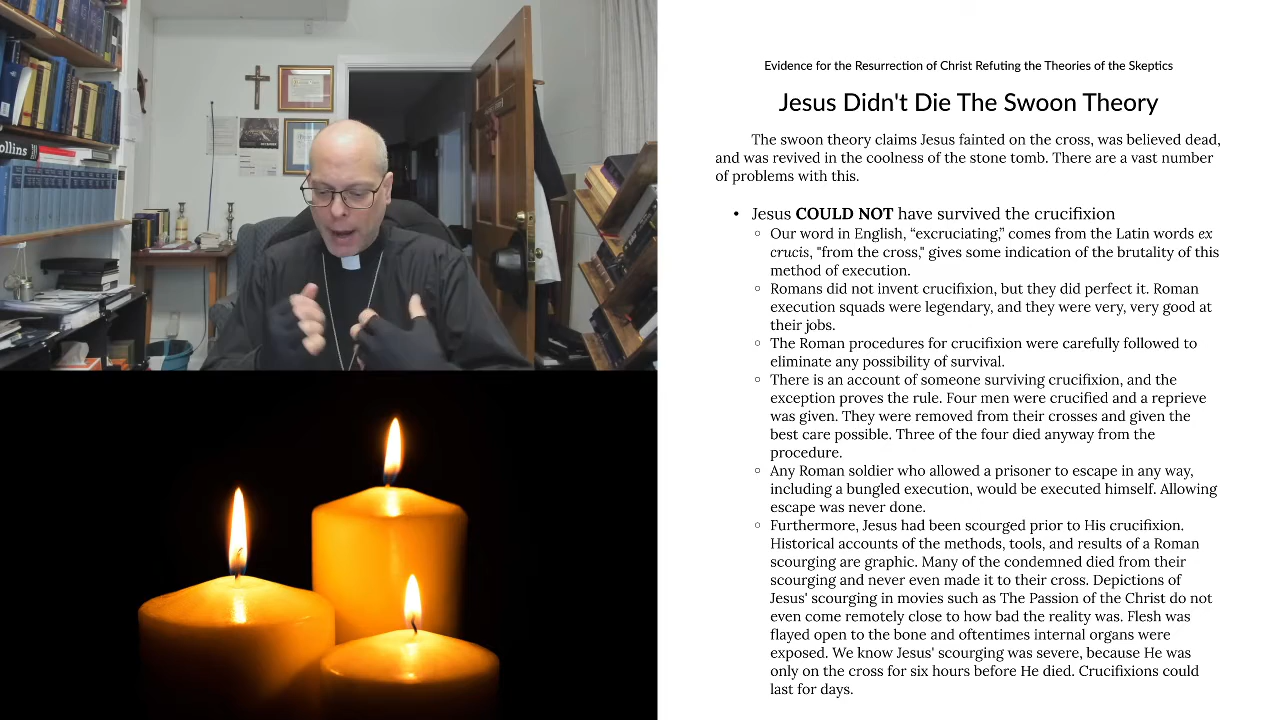 ollins
Evidence for the Resurrection of Christ Refuting the Theories of the Skeptics
Jesus Didn't Die The Swoon Theory
The swoon theory claims Jesus fainted on the cross, was believed dead,
and was revived in the coolness of the stone tomb. There are a vast number
of problems with this.
• Jesus COULD NOT have survived the crucifixion
○ Our word in English, “excruciating,” comes from the Latin words ex
crucis, "from the cross," gives some indication of the brutality of this
method of execution.
○ Romans did not invent crucifixion, but they did perfect it. Roman
execution squads were legendary, and they were very, very good at
their jobs.
○ The Roman procedures for crucifixion were carefully followed to
eliminate any possibility of survival.
○ There is an account of someone surviving crucifixion, and the
exception proves the rule. Four men were crucified and a reprieve
was given. They were removed from their crosses and given the
best care possible. Three of the four died anyway from the
procedure.
○ Any Roman soldier who allowed a prisoner to escape in any way,
including a bungled execution, would be executed himself. Allowing
escape was never done.
○ Furthermore, Jesus had been scourged prior to His crucifixion.
Historical accounts of the methods, tools, and results of a Roman
scourging are graphic. Many of the condemned died from their
scourging and never even made it to their cross. Depictions of
Jesus' scourging in movies such as The Passion of the Christ do not
even come remotely close to how bad the reality was. Flesh was
flayed open to the bone and oftentimes internal organs were
exposed. We know Jesus' scourging was severe, because He was
only on the cross for six hours before He died. Crucifixions could
last for days.